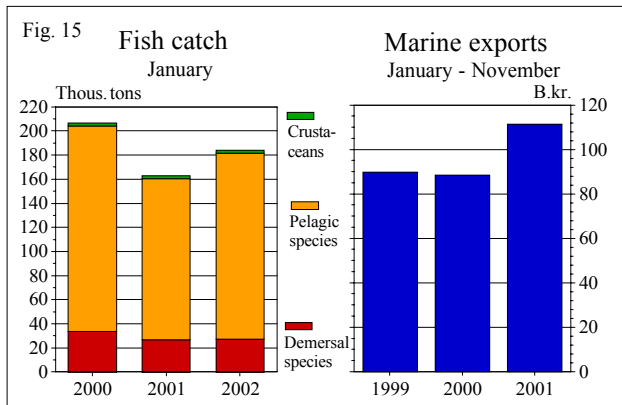 Fig. 15
Fish catch
January
Thous. tons
220
200
180
160
140
120
100
80
60
40
20
0
2000 2001 2002
Crusta-
ceans
Pelagic
species
Demersal
species
Marine exports
January - November
B.kr.
120
100
80
60
40
20
0
1999 2000 2001